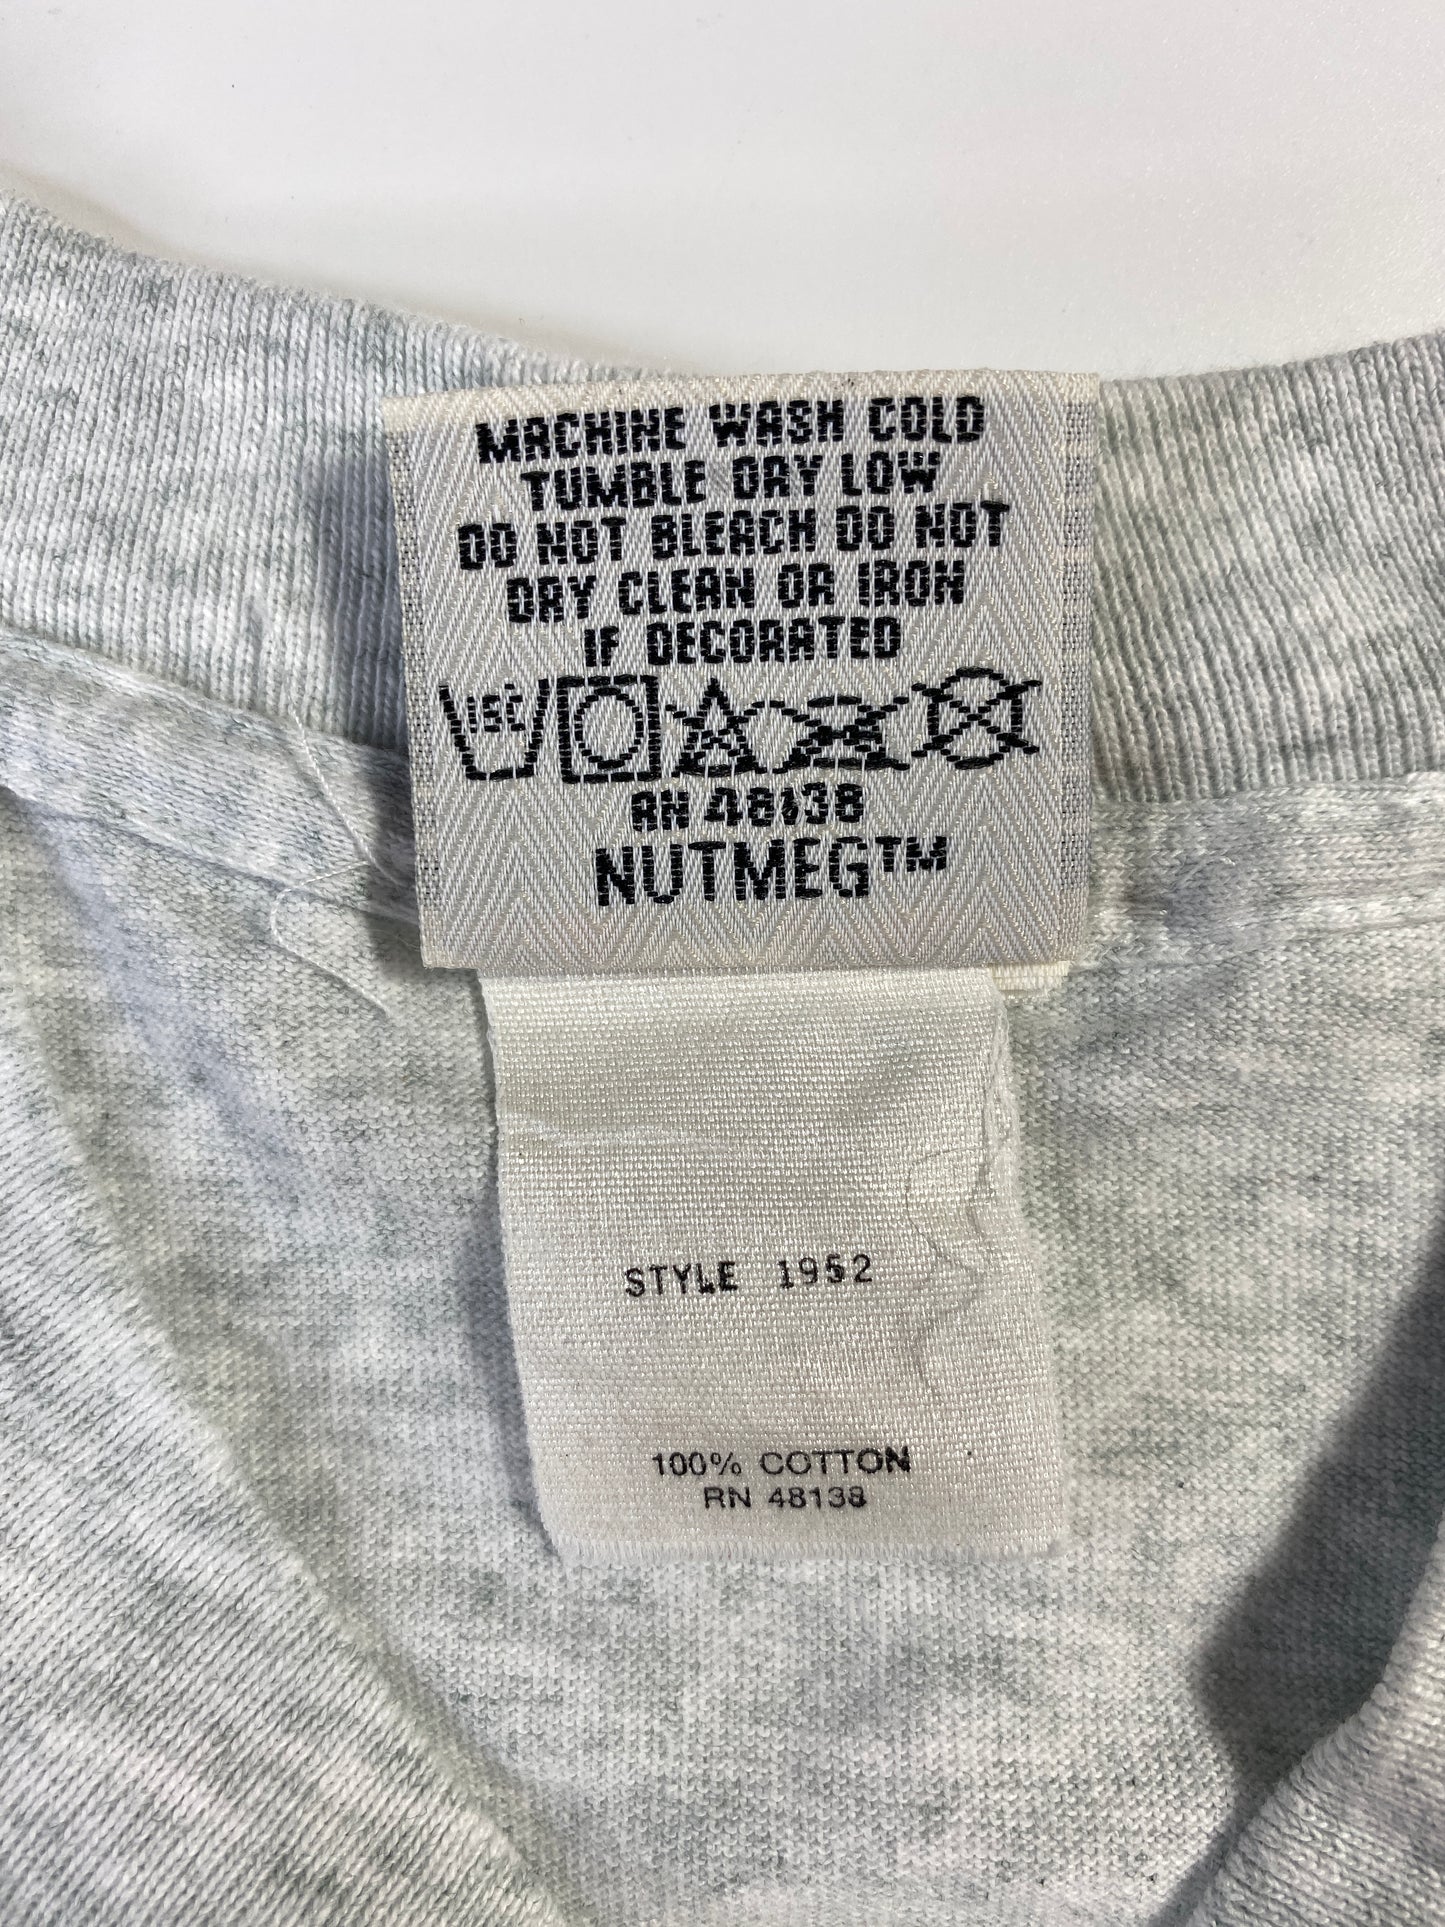 MACHINE WASH COLD
TUMBLE DRY LOW
DO NOT BLEACH DO NOT
DRY CLEAN OR IRON
IF DECORATED
RN 48138
NUTMEG™
STYLE 1952
100% COTTON
RN 48138